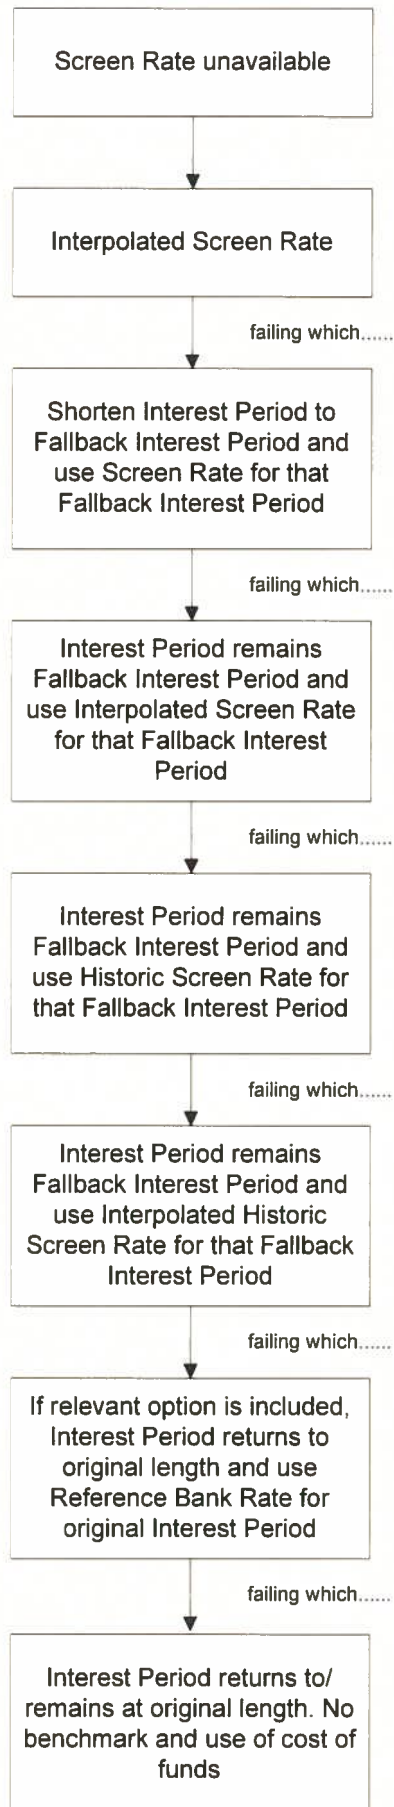 Screen Rate unavailable
Interpolated Screen Rate
failing which......
Shorten Interest Period to
Fallback Interest Period and
use Screen Rate for that
Fallback Interest Period
failing which......
Interest Period remains
Fallback Interest Period and
use Interpolated Screen Rate
for that Fallback Interest
Period
failing which......
Interest Period remains
Fallback Interest Period and
use Historic Screen Rate for
that Fallback Interest Period
failing which......
Interest Period remains
Fallback Interest Period and
use Interpolated Historic
Screen Rate for that Fallback
Interest Period
failing which......
If relevant option is included,
Interest Period returns to
original length and use
Reference Bank Rate for
original Interest Period
failing which......
Interest Period returns to/
remains at original length. No
benchmark and use of cost of
funds